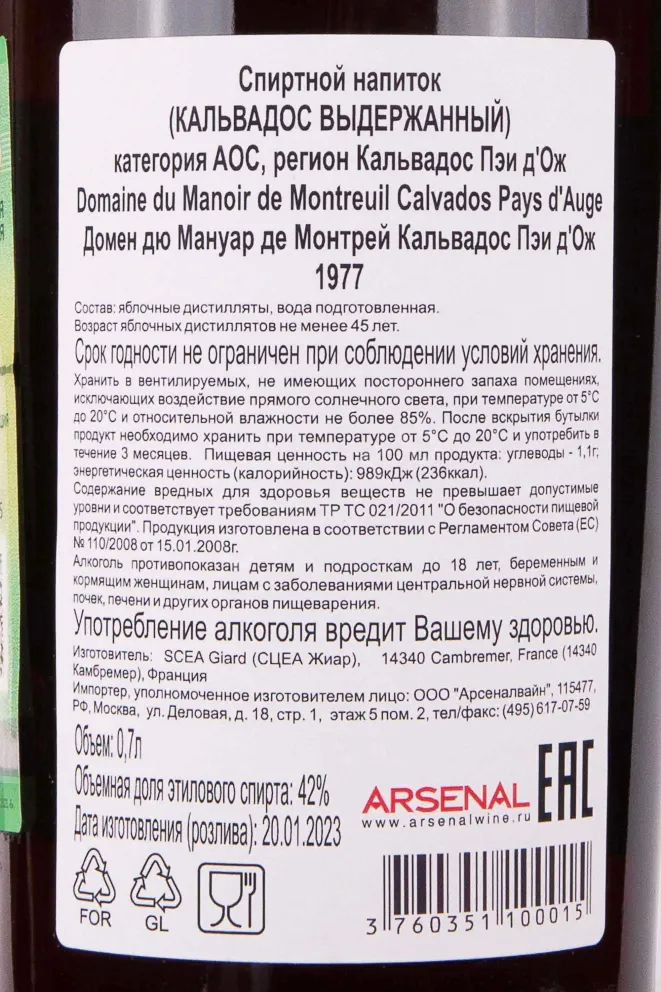 Спиртной напиток
(КАЛЬВАДОС ВЫДЕРЖАННЫЙ)
категория АОС, регион Кальвадос Пэи д'Ож
Domaine du Manoir de Montreuil Calvados Pays d'Auge
Домен дю Мануар де Монтрей Кальвадос Пэи д'Ож
1977
Состав: яблочные дистилляты, вода подготовленная.
Возраст яблочных дистиллятов не менее 45 лет.
Срок годности не ограничен при соблюдении условий хранения.
Хранить в вентилируемых, не имеющих постороннего запаха помещениях,
исключающих воздействие прямого солнечного света, при температуре от 5°С
до 20°С и относительной влажности не более 85%. После вскрытия бутылки
продукт необходимо хранить при температуре от 5°С до 20°С и употребить в
течение 3 месяцев. Пищевая ценность на 100 мл продукта: углеводы - 1,1г;
энергетическая ценность (калорийность): 989кДж (236ккал).
Содержание вредных для здоровья веществ не превышает допустимые
уровни и соответствует требованиям ТР ТС 021/2011 "О безопасности пищевой
продукции". Продукция изготовлена в соответствии с Регламентом Совета (ЕС)
№ 110/2008 от 15.01.2008г.
Алкоголь противопоказан детям и подросткам до 18 лет, беременным и
кормящим женщинам, лицам с заболеваниями центральной нервной системы,
почек, печени и других органов пищеварения.
Употребление алкоголя вредит Вашему здоровью.
Изготовитель: SCEA Giard (СЦЕА Жиар), 14340 Cambremer, France (14340
Камбремер), Франция
Импортер, уполномоченное изготовителем лицо: ООО "Арсеналвайн", 115477,
РФ, Москва, ул. Деловая, д. 18, стр. 1, этаж 5 пом. 2, тел/факс: (495) 617-07-59
Объем: 0,7л
Объемная доля этилового спирта: 42%
Дата изготовления (розлива): 20.01.2023
ARSENAL
www.arsenalwine.ru
EAC
FOR
GL
3 760351 100015